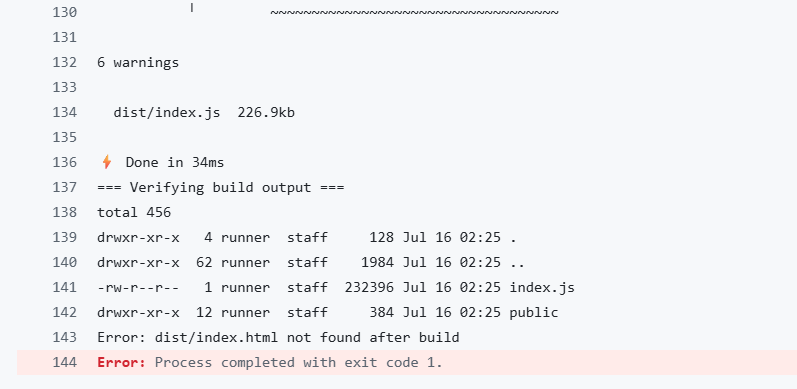 130 ~~~~~~~~~~~~~~~~~~~~~~~~~~~~~~~~~~~
131
132 6 warnings
133
134 dist/index.js 226.9kb
135
136 ⚡ Done in 34ms
137 === Verifying build output ===
138 total 456
139 drwxr-xr-x 4 runner staff 128 Jul 16 02:25 .
140 drwxr-xr-x 62 runner staff 1984 Jul 16 02:25 ..
141 -rw-r--r-- 1 runner staff 232396 Jul 16 02:25 index.js
142 drwxr-xr-x 12 runner staff 384 Jul 16 02:25 public
143 Error: dist/index.html not found after build
144 Error: Process completed with exit code 1.